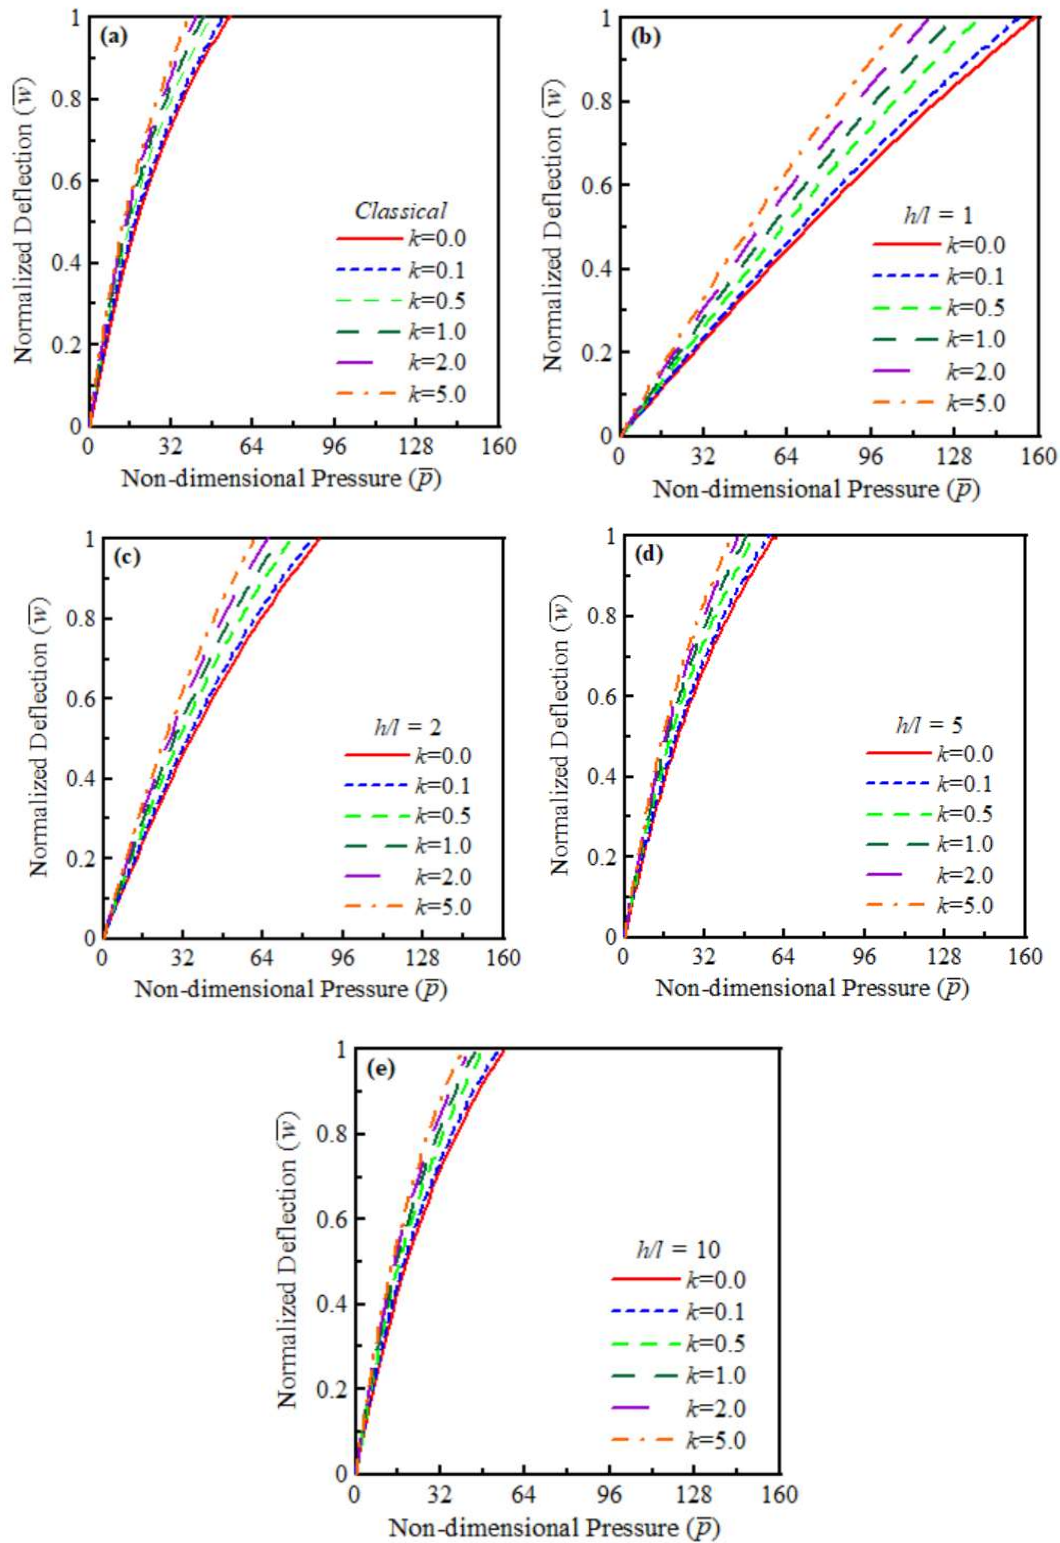 (a)
Normalized Deflection (w̅)
1
0.8
0.6
0.4
0.2
0
Classical
k=0.0
k=0.1
k=0.5
k=1.0
k=2.0
k=5.0
0 32 64 96 128 160
Non-dimensional Pressure (p̅)
(b)
Normalized Deflection (w̅)
1
0.8
0.6
0.4
0.2
0
h/l = 1
k=0.0
k=0.1
k=0.5
k=1.0
k=2.0
k=5.0
0 32 64 96 128 160
Non-dimensional Pressure (p̅)
(c)
Normalized Deflection (w̅)
1
0.8
0.6
0.4
0.2
0
h/l = 2
k=0.0
k=0.1
k=0.5
k=1.0
k=2.0
k=5.0
0 32 64 96 128 160
Non-dimensional Pressure (p̅)
(d)
Normalized Deflection (w̅)
1
0.8
0.6
0.4
0.2
0
h/l = 5
k=0.0
k=0.1
k=0.5
k=1.0
k=2.0
k=5.0
0 32 64 96 128 160
Non-dimensional Pressure (p̅)
(e)
Normalized Deflection (w̅)
1
0.8
0.6
0.4
0.2
0
h/l = 10
k=0.0
k=0.1
k=0.5
k=1.0
k=2.0
k=5.0
0 32 64 96 128 160
Non-dimensional Pressure (p̅)